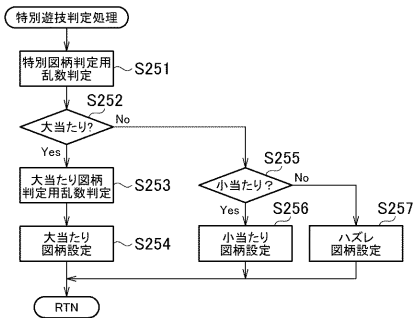 特別遊技判定処理
特別図柄判定用
乱数判定
S251
大当たり?
S252
Yes
No
大当たり図柄
判定用乱数判定
S253
大当たり
図柄設定
S254
小当たり？
S255
Yes
No
小当たり
図柄設定
S256
ハズレ
図柄設定
S257
RTN